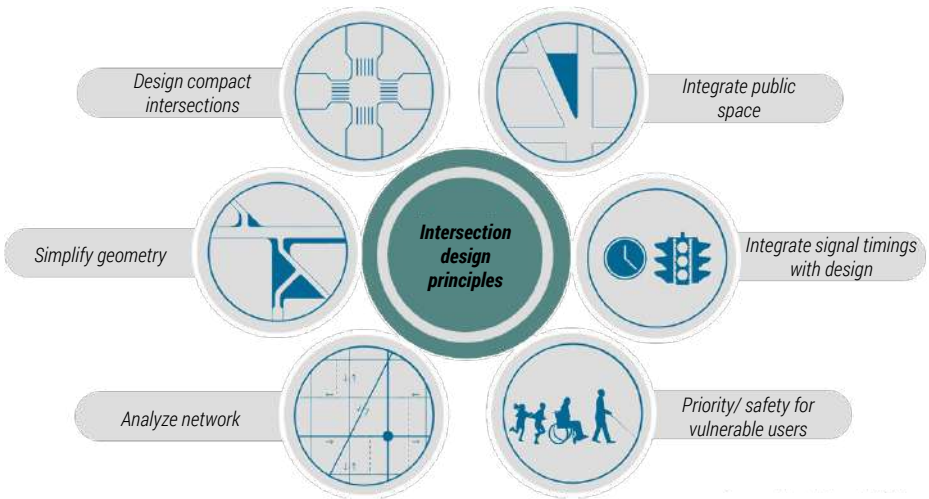 Design compact
intersections
Integrate public
space
Simplify geometry
Intersection
design
principles
Integrate signal timings
with design
Analyze network
Priority/ safety for
vulnerable users